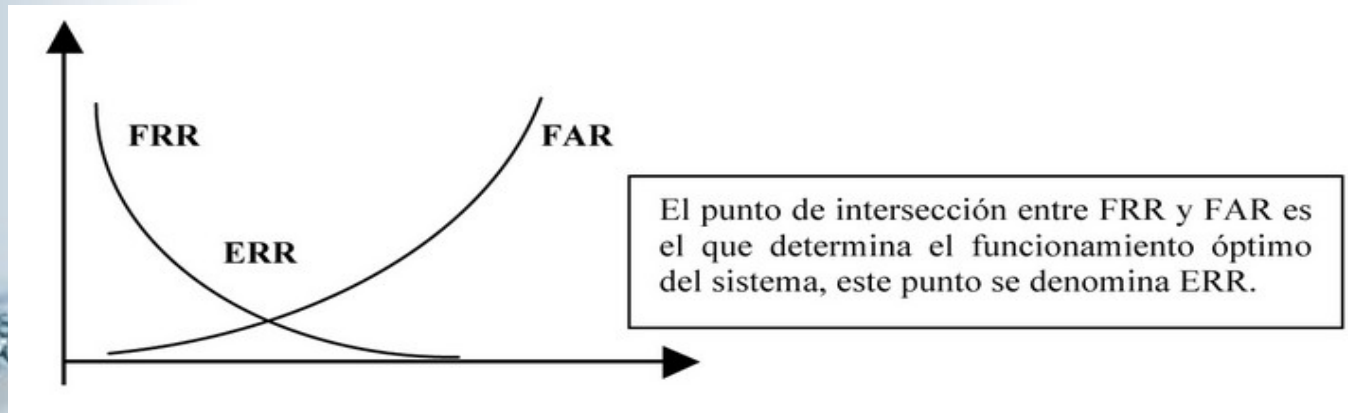 FRR
FAR
ERR
El punto de intersección entre FRR y FAR es
el que determina el funcionamiento óptimo
del sistema, este punto se denomina ERR.